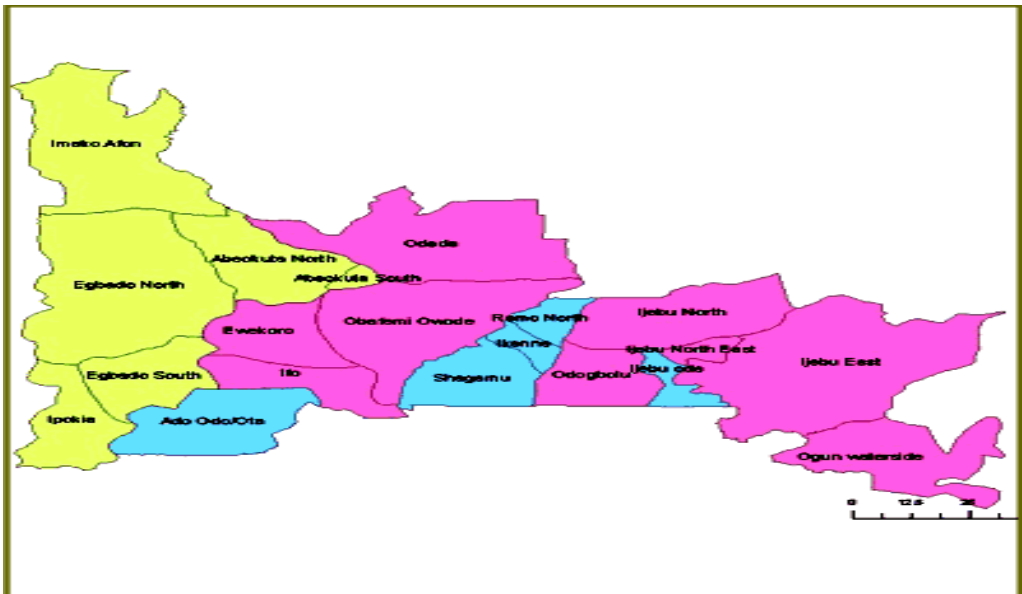 Imeko Afon
Odeda
Abeokuta North
Abeokuta South
Egbado North
Ijebu North
Remo North
Obafemi Owode
Ewekoro
Ikenne
Ijebu North East
Ijebu East
Ijebu ode
Ifo
Egbado South
Shagamu
Odogbolu
Ipokia
Ado Odo/Ota
Ogun waterside
0 12.5 25